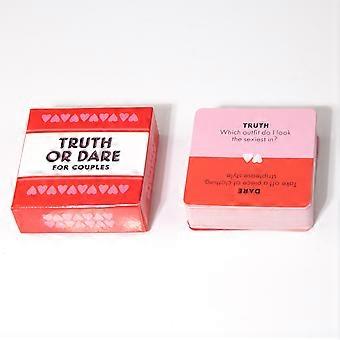 TRUTH
OR DARE
FOR COUPLES
TRUTH
Which outfit do I look
the sexiest in?
DARE
Take off a piece of clothing
striptease style